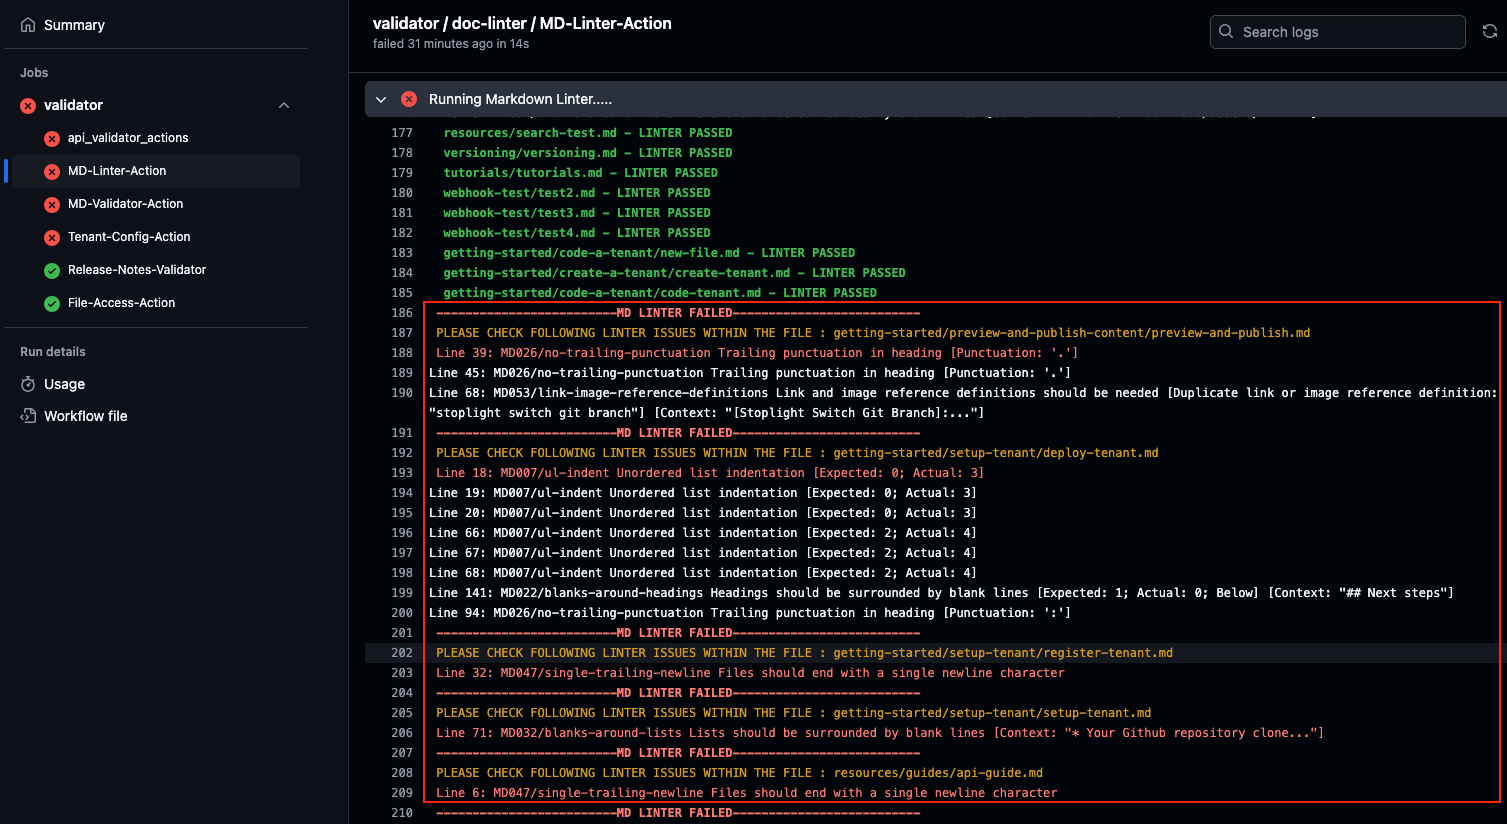 Summary
Jobs
validator
api_validator_actions
MD-Linter-Action
MD-Validator-Action
Tenant-Config-Action
Release-Notes-Validator
File-Access-Action
Run details
Usage
Workflow file
validator / doc-linter / MD-Linter-Action
failed 31 minutes ago in 14s
Search logs
Running Markdown Linter.....
177 resources/search-test.md - LINTER PASSED
178 versioning/versioning.md - LINTER PASSED
179 tutorials/tutorials.md - LINTER PASSED
180 webhook-test/test2.md - LINTER PASSED
181 webhook-test/test3.md - LINTER PASSED
182 webhook-test/test4.md - LINTER PASSED
183 getting-started/code-a-tenant/new-file.md - LINTER PASSED
184 getting-started/create-a-tenant/create-tenant.md - LINTER PASSED
185 getting-started/code-a-tenant/code-tenant.md - LINTER PASSED
186 -------------------------MD LINTER FAILED--------------------------
187 PLEASE CHECK FOLLOWING LINTER ISSUES WITHIN THE FILE : getting-started/preview-and-publish-content/preview-and-publish.md
188 Line 39: MD026/no-trailing-punctuation Trailing punctuation in heading [Punctuation: '.']
189 Line 45: MD026/no-trailing-punctuation Trailing punctuation in heading [Punctuation: '.']
190 Line 68: MD053/link-image-reference-definitions Link and image reference definitions should be needed [Duplicate link or image reference definition:
"stoplight switch git branch"] [Context: "[Stoplight Switch Git Branch]:..."]
191 -------------------------MD LINTER FAILED--------------------------
192 PLEASE CHECK FOLLOWING LINTER ISSUES WITHIN THE FILE : getting-started/setup-tenant/deploy-tenant.md
193 Line 18: MD007/ul-indent Unordered list indentation [Expected: 0; Actual: 3]
194 Line 19: MD007/ul-indent Unordered list indentation [Expected: 0; Actual: 3]
195 Line 20: MD007/ul-indent Unordered list indentation [Expected: 0; Actual: 3]
196 Line 66: MD007/ul-indent Unordered list indentation [Expected: 2; Actual: 4]
197 Line 67: MD007/ul-indent Unordered list indentation [Expected: 2; Actual: 4]
198 Line 68: MD007/ul-indent Unordered list indentation [Expected: 2; Actual: 4]
199 Line 141: MD022/blanks-around-headings Headings should be surrounded by blank lines [Expected: 1; Actual: 0; Below] [Context: "## Next steps"]
200 Line 94: MD026/no-trailing-punctuation Trailing punctuation in heading [Punctuation: ':']
201 -------------------------MD LINTER FAILED--------------------------
202 PLEASE CHECK FOLLOWING LINTER ISSUES WITHIN THE FILE : getting-started/setup-tenant/register-tenant.md
203 Line 32: MD047/single-trailing-newline Files should end with a single newline character
204 -------------------------MD LINTER FAILED--------------------------
205 PLEASE CHECK FOLLOWING LINTER ISSUES WITHIN THE FILE : getting-started/setup-tenant/setup-tenant.md
206 Line 71: MD032/blanks-around-lists Lists should be surrounded by blank lines [Context: "* Your Github repository clone..."]
207 -------------------------MD LINTER FAILED--------------------------
208 PLEASE CHECK FOLLOWING LINTER ISSUES WITHIN THE FILE : resources/guides/api-guide.md
209 Line 6: MD047/single-trailing-newline Files should end with a single newline character
210 -------------------------MD LINTER FAILED--------------------------